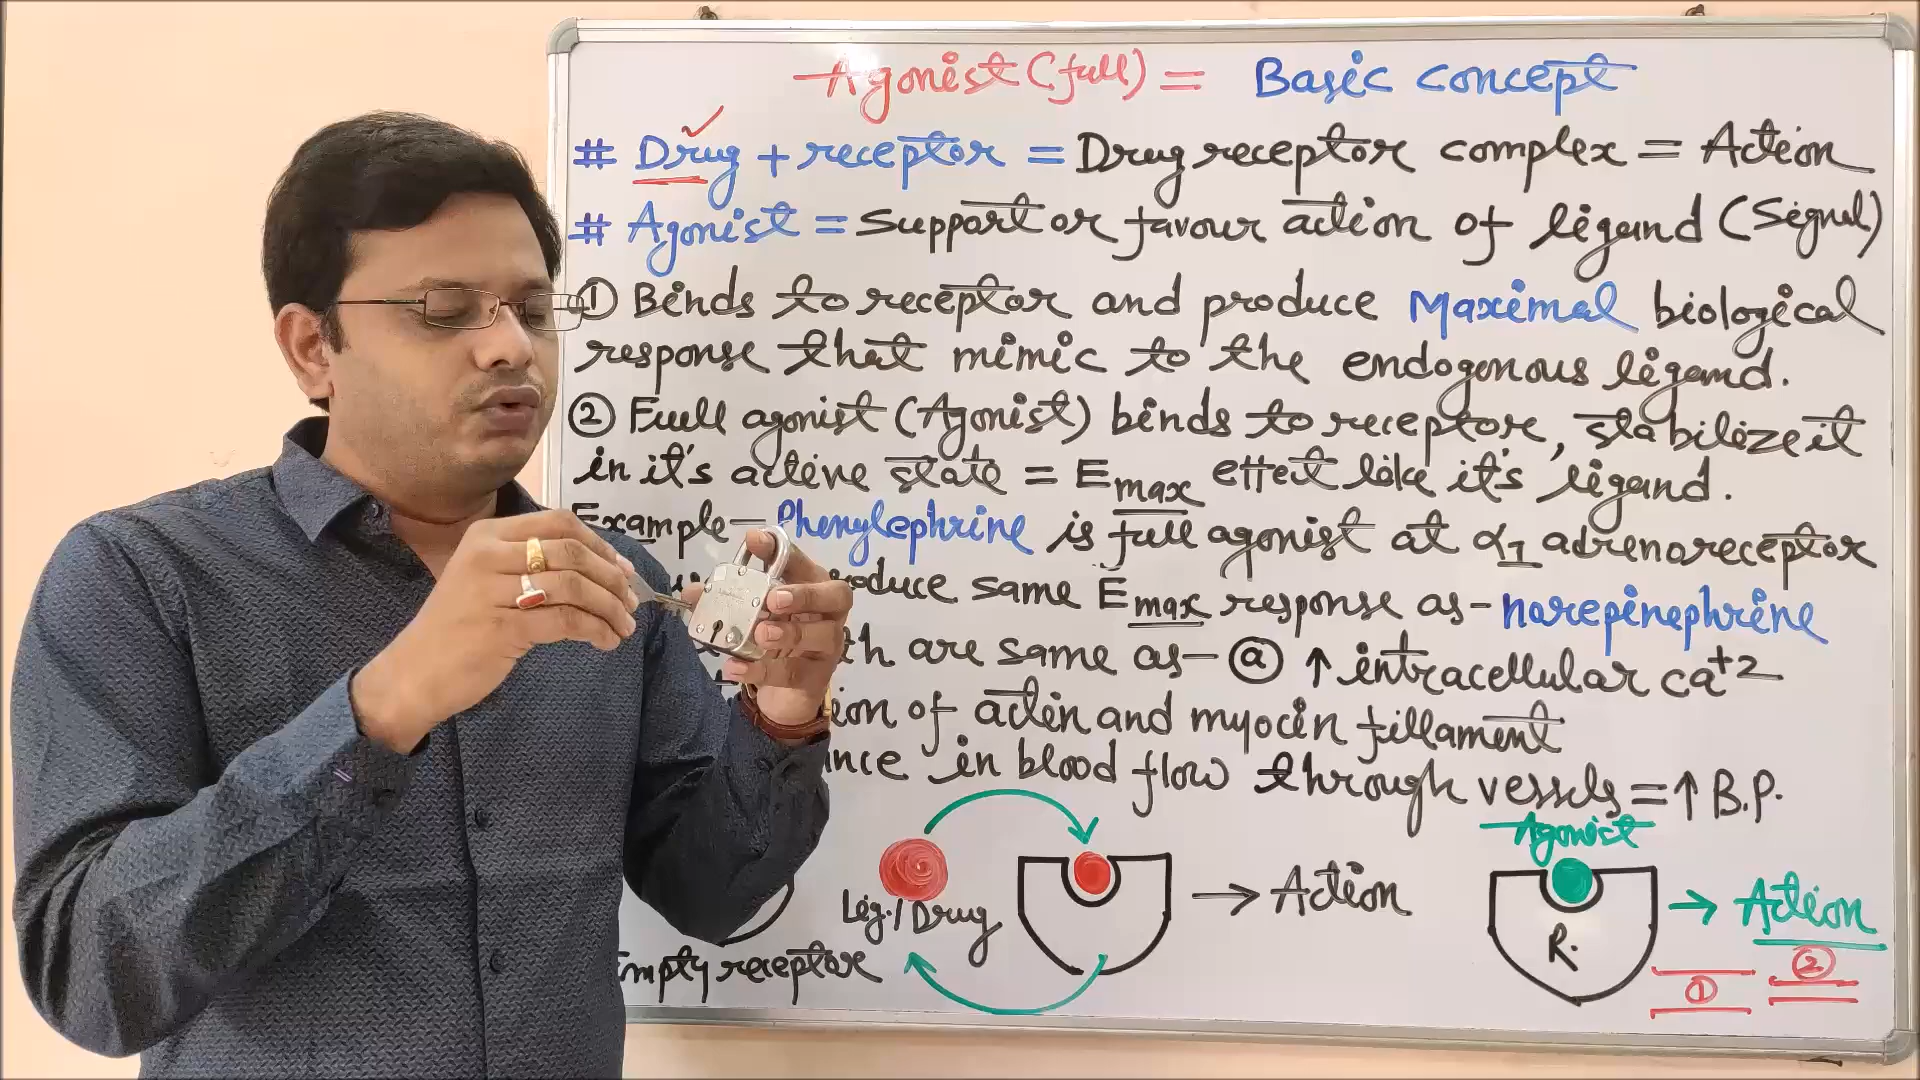 Agonist (full) = Basic concept
# Drug + receptor = Drug receptor complex = Action
# Agonist = Support or favour action of ligand (Signal)
① Binds to receptor and produce Maximal biological
response that mimic to the endogenous ligand.
② Full agonist (Agonist) binds to receptor, stabilize it
in it's active state = Emax effect like it's ligand.
Example - Phenylephrine is full agonist at α1 adrenoreceptor
produce same Emax response as - norepinephrine
are same as - ⓐ ↑ intracellular ca+2
of actin and myocin fillament
in blood flow through vessels = ↑ B.P.
Agonist
Lig./Drug → Action
R. → Action
Empty receptor
① ②